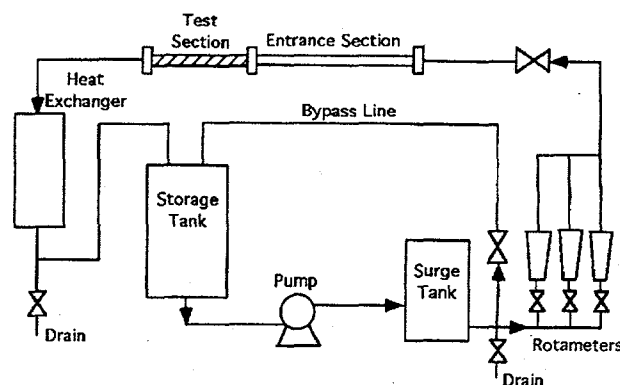 Test
Section
Entrance Section
Heat
Exchanger
Bypass Line
Storage
Tank
Pump
Surge
Tank
Drain
Rotameters
Drain